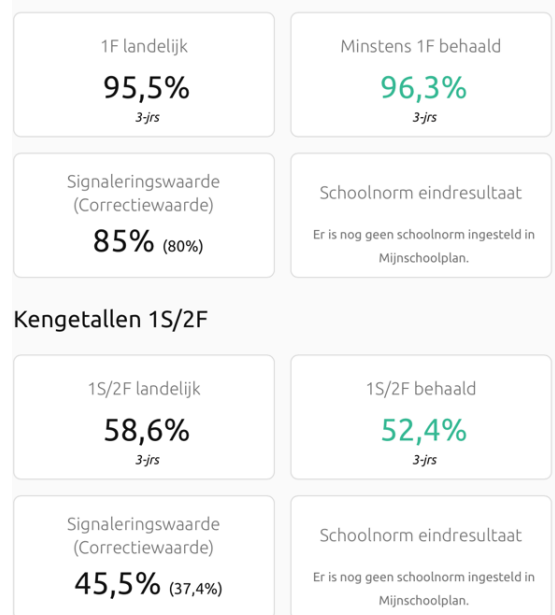 1F landelijk
95,5%
3-jrs
Minstens 1F behaald
96,3%
3-jrs
Signaleringswaarde
(Correctiewaarde)
85% (80%)
Schoolnorm eindresultaat
Er is nog geen schoolnorm ingesteld in
Mijnschoolplan.
Kengetallen 1S/2F
1S/2F landelijk
58,6%
3-jrs
1S/2F behaald
52,4%
3-jrs
Signaleringswaarde
(Correctiewaarde)
45,5% (37,4%)
Schoolnorm eindresultaat
Er is nog geen schoolnorm ingesteld in
Mijnschoolplan.